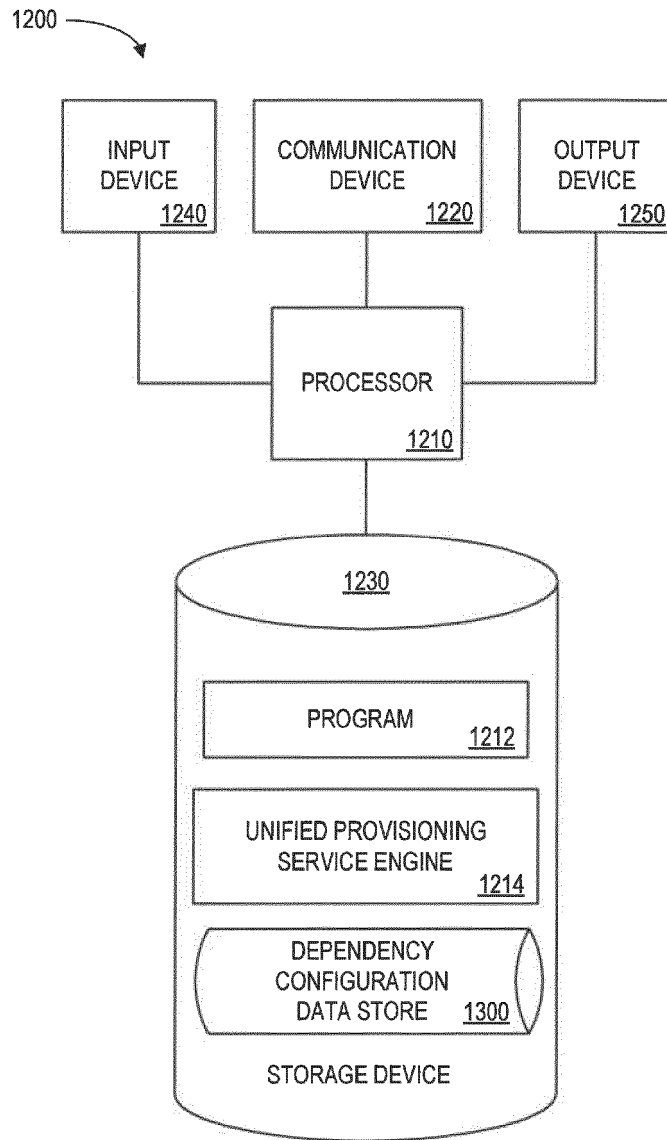 1200
INPUT
DEVICE
1240
COMMUNICATION
DEVICE
1220
OUTPUT
DEVICE
1250
PROCESSOR
1210
1230
PROGRAM
1212
UNIFIED PROVISIONING
SERVICE ENGINE
1214
DEPENDENCY
CONFIGURATION
DATA STORE
1300
STORAGE DEVICE